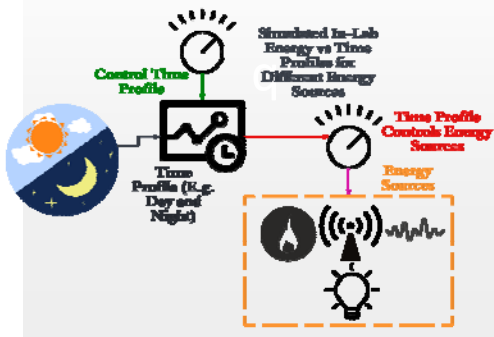 Simulated In-Lab
Energy vs Time
Profiles for
Different Energy
Sources
Control Time
Profile
Time Profile
Controls Energy
Sources
Time
Profile (E.g.
Day and
Night)
Energy
Sources